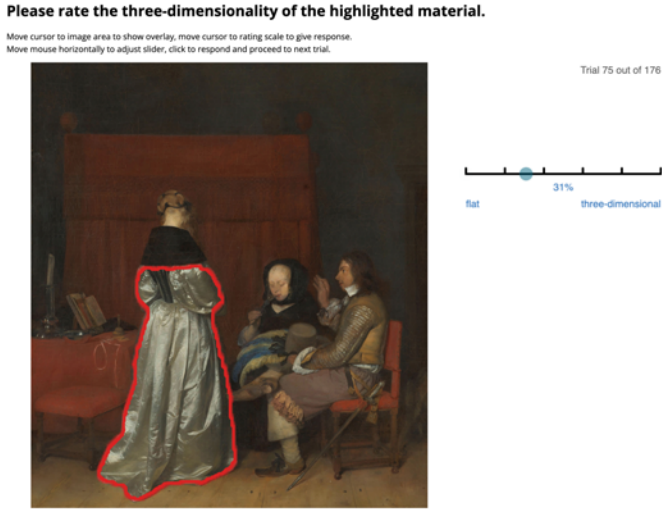 Please rate the three-dimensionality of the highlighted material.
Move cursor to image area to show overlay, move cursor to rating scale to give response.
Move mouse horizontally to adjust slider, click to respond and proceed to next trial.
Trial 75 out of 176
31%
flat three-dimensional